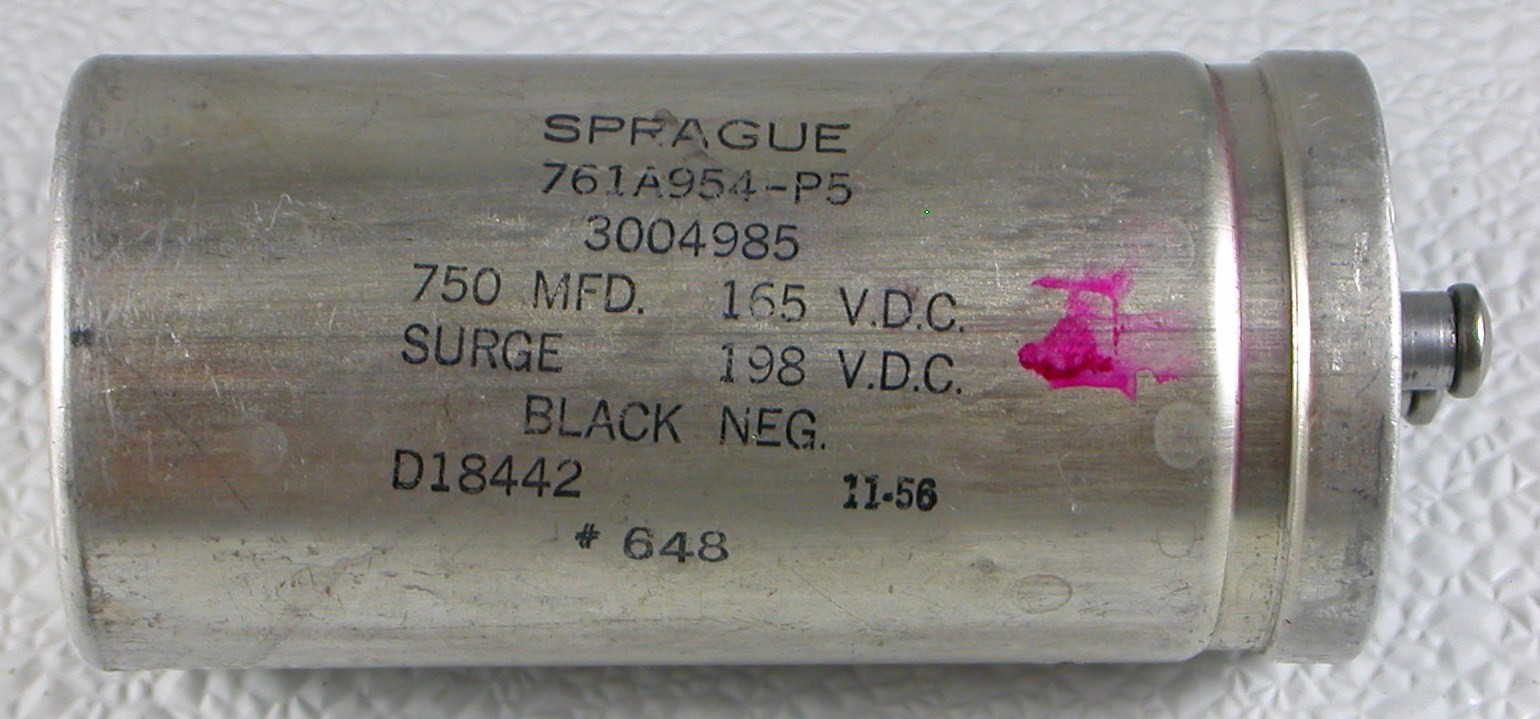 SPRAGUE
761A954-P5
3004985
750 MFD. 165 V.D.C.
SURGE 198 V.D.C.
BLACK NEG.
D18442 11-56
# 648